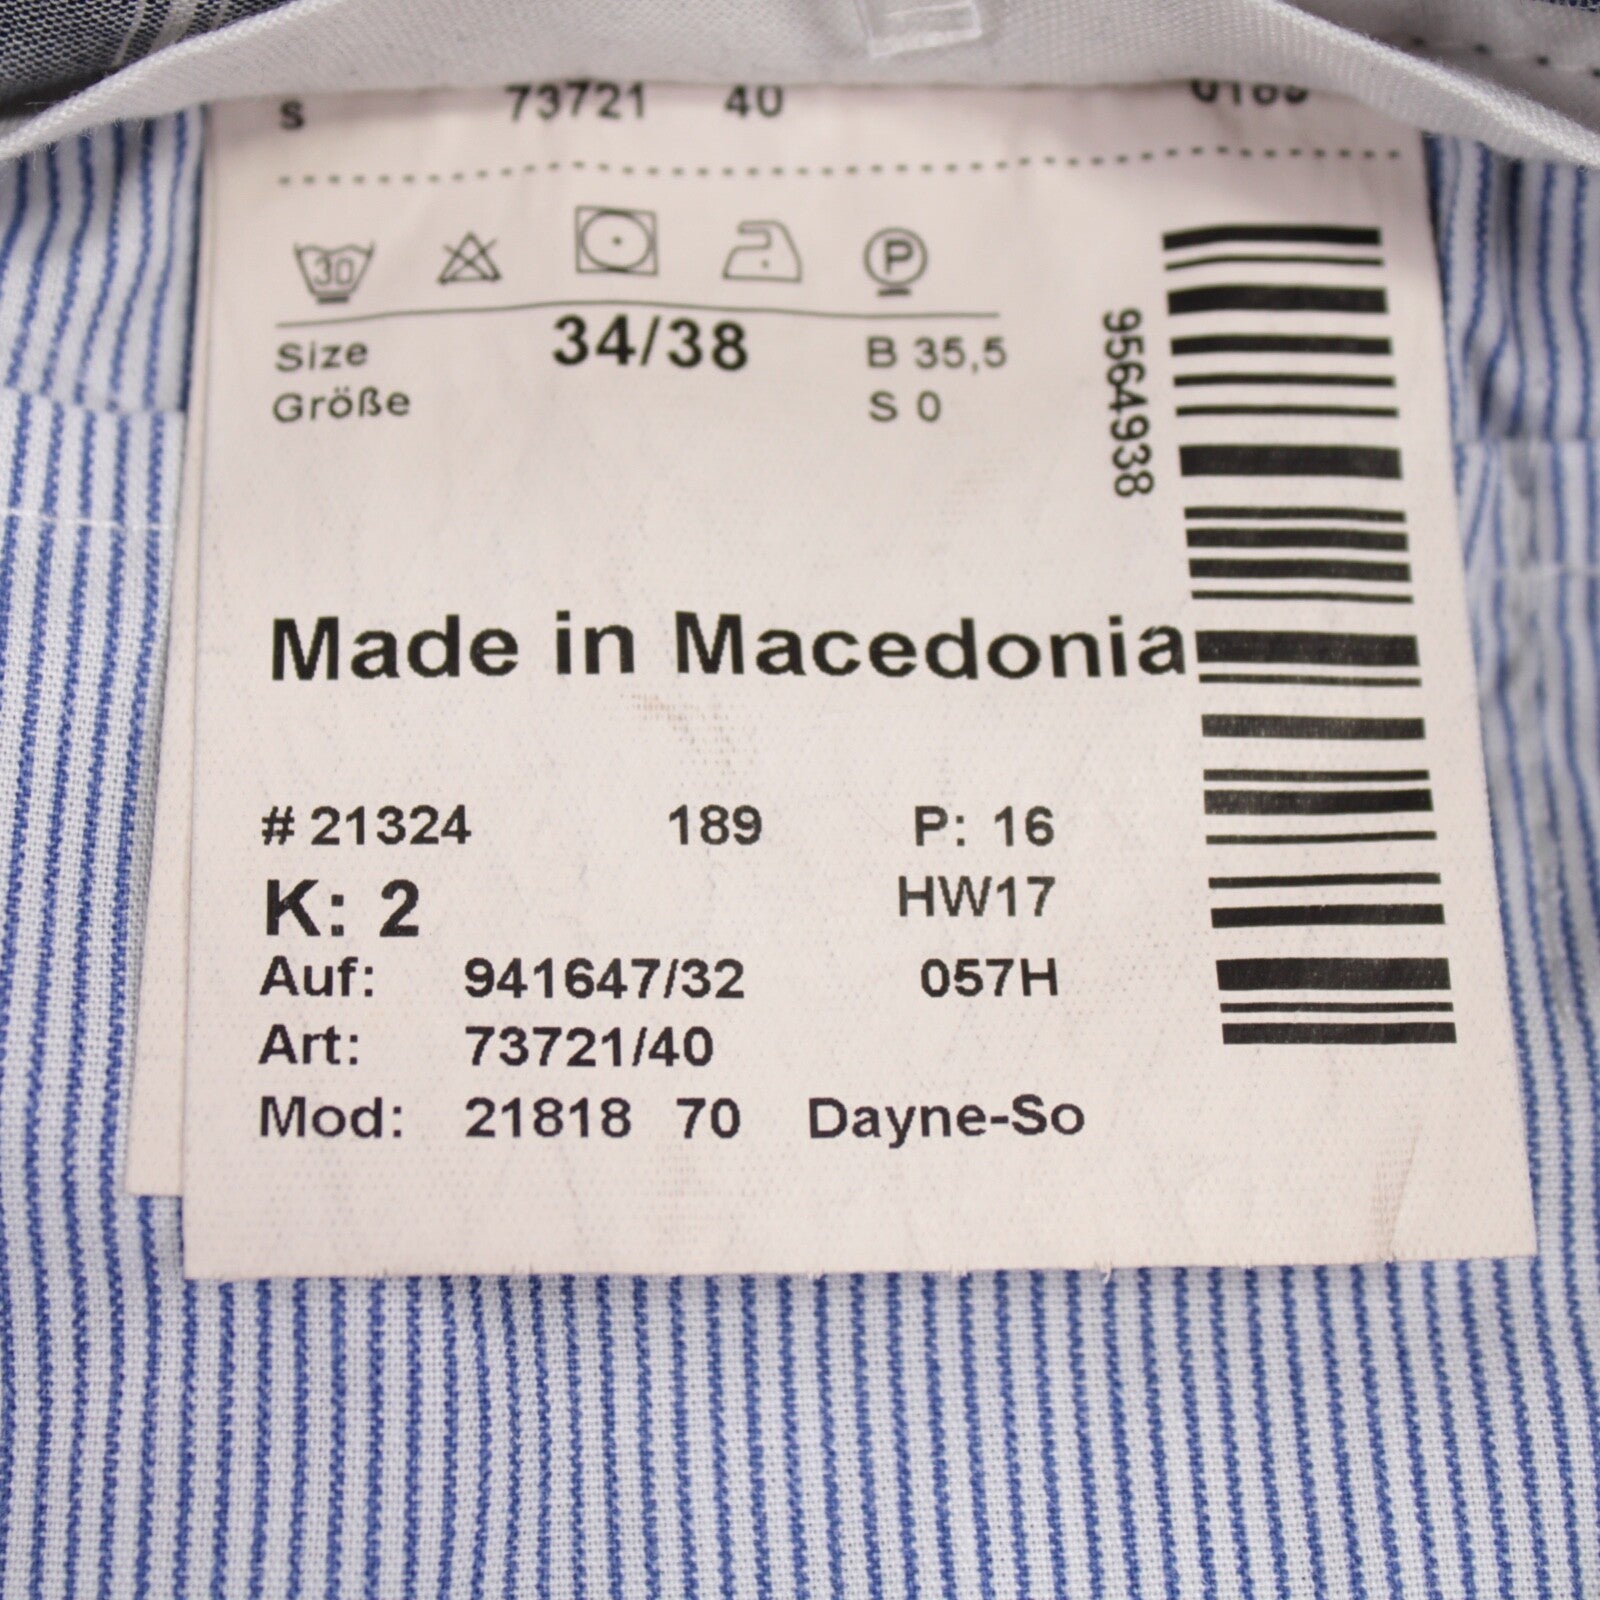 s 73721 40
30 P
Size 34/38 B 35,5
Größe S 0
9564938
Made in Macedonia
# 21324 189 P: 16
K: 2 HW17
Auf: 941647/32 057H
Art: 73721/40
Mod: 21818 70 Dayne-So